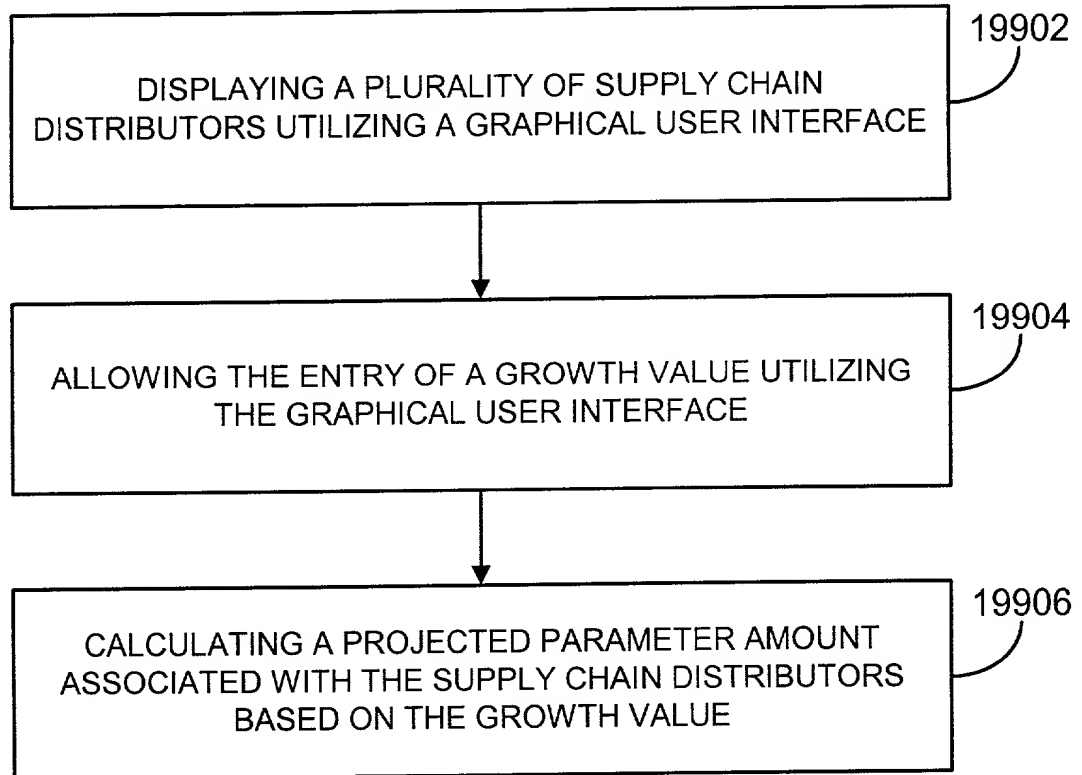 19902
DISPLAYING A PLURALITY OF SUPPLY CHAIN
DISTRIBUTORS UTILIZING A GRAPHICAL USER INTERFACE
19904
ALLOWING THE ENTRY OF A GROWTH VALUE UTILIZING
THE GRAPHICAL USER INTERFACE
19906
CALCULATING A PROJECTED PARAMETER AMOUNT
ASSOCIATED WITH THE SUPPLY CHAIN DISTRIBUTORS
BASED ON THE GROWTH VALUE